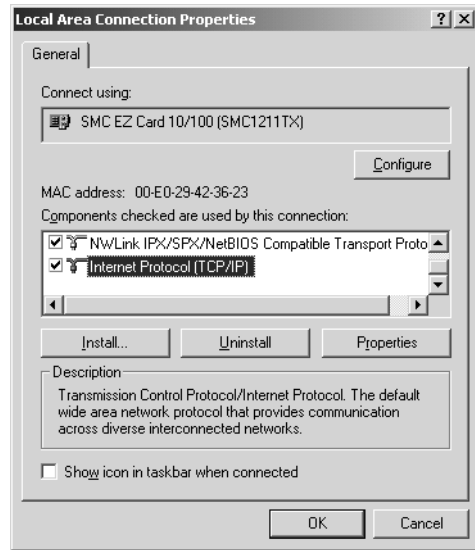 Local Area Connection Properties
General
Connect using:
SMC EZ Card 10/100 (SMC1211TX)
Configure
MAC address: 00-E0-29-42-36-23
Components checked are used by this connection:
NWLink IPX/SPX/NetBIOS Compatible Transport Proto
Internet Protocol (TCP/IP)
Install... Uninstall Properties
Description
Transmission Control Protocol/Internet Protocol. The default
wide area network protocol that provides communication
across diverse interconnected networks.
Show icon in taskbar when connected
OK Cancel